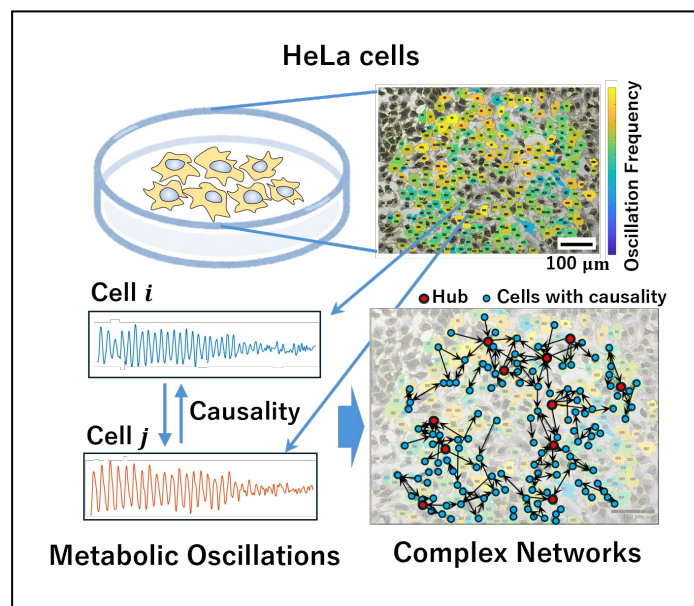 HeLa cells
Oscillation Frequency
100 μm
Cell i
Hub
Cells with causality
Causality
Cell j
Metabolic Oscillations
Complex Networks